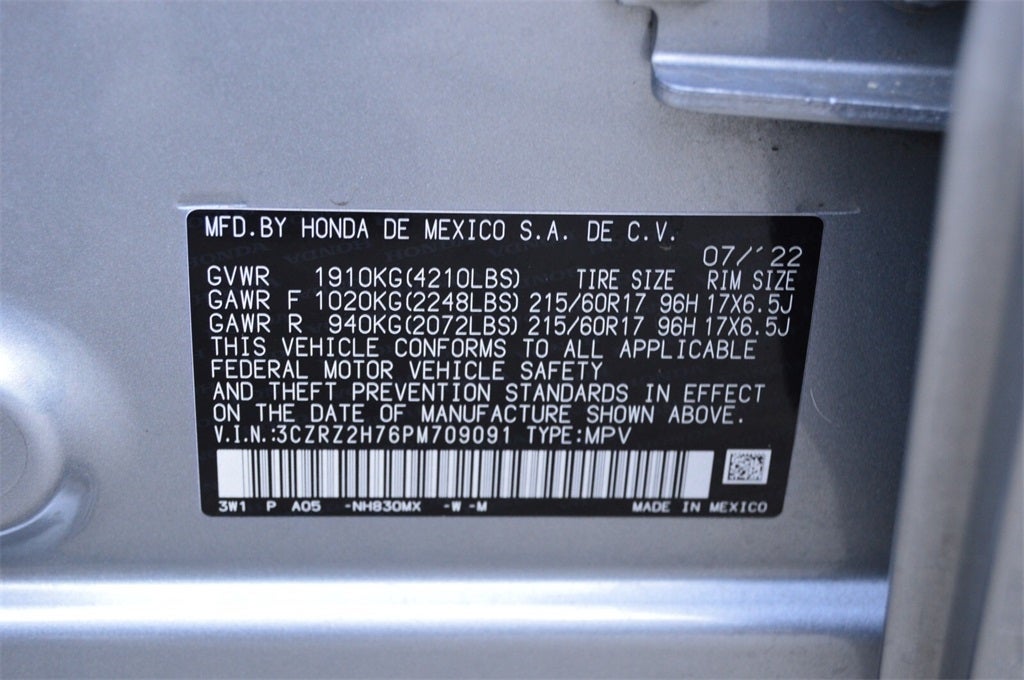 MFD.BY HONDA DE MEXICO S.A. DE C.V.
07/'22
GVWR 1910KG(4210LBS) TIRE SIZE RIM SIZE
GAWR F 1020KG(2248LBS) 215/60R17 96H 17X6.5J
GAWR R 940KG(2072LBS) 215/60R17 96H 17X6.5J
THIS VEHICLE CONFORMS TO ALL APPLICABLE
FEDERAL MOTOR VEHICLE SAFETY
AND THEFT PREVENTION STANDARDS IN EFFECT
ON THE DATE OF MANUFACTURE SHOWN ABOVE.
V.I.N.:3CZRZ2H76PM709091 TYPE:MPV
3W1 P A05 -NH830MX -W -M MADE IN MEXICO